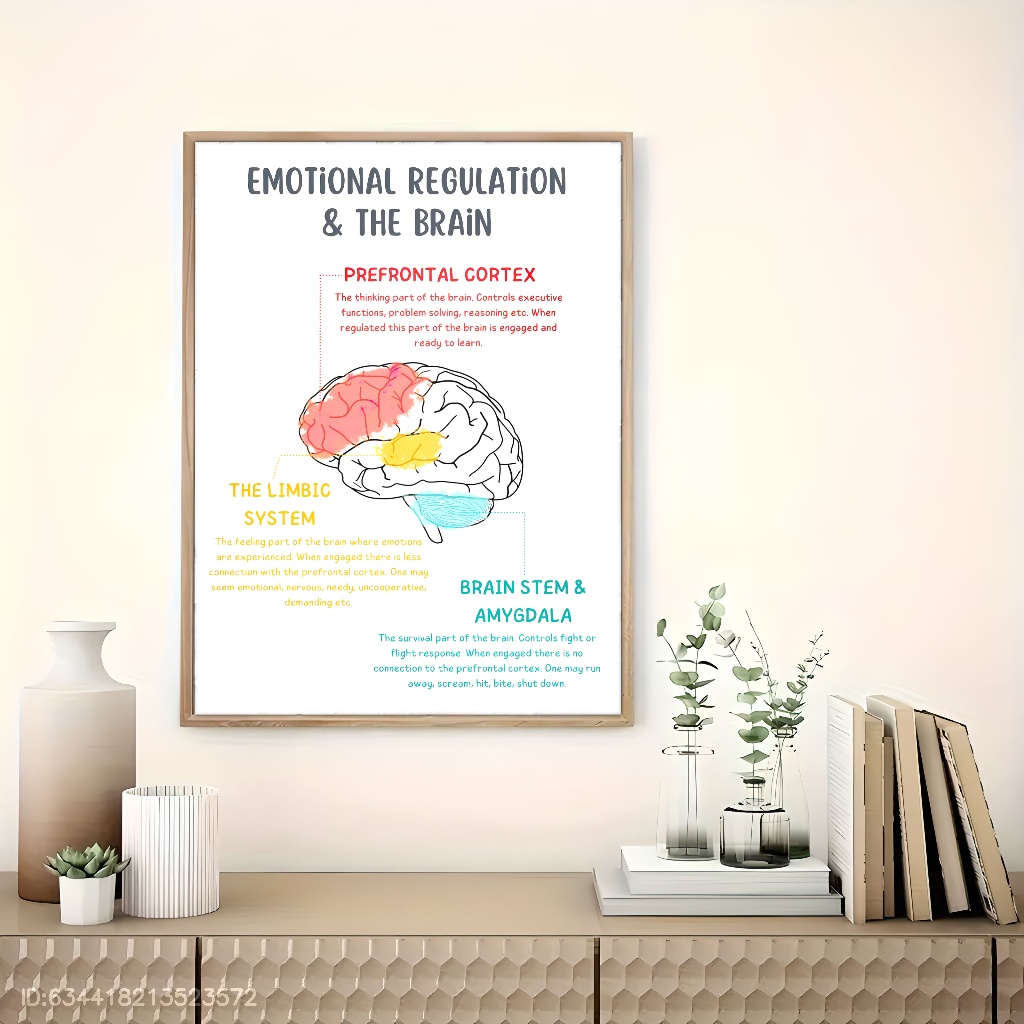 EMOTIONAL REGULATION
& THE BRAIN
PREFRONTAL CORTEX
The thinking part of the brain. Controls executive
functions, problem solving, reasoning etc. When
regulated this part of the brain is engaged and
ready to learn.
THE LIMBIC
SYSTEM
The feeling part of the brain where emotions
are experienced. When engaged there is less
connection with the prefrontal cortex. One may
seem emotional, nervous, needy, uncooperative,
demanding etc.
BRAIN STEM &
AMYGDALA
The survival part of the brain. Controls fight or
flight response. When engaged there is no
connection to the prefrontal cortex. One may run
away, scream, hit, bite, shut down.
ID:634418213523572